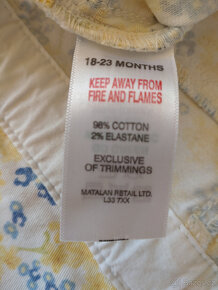 18-23 MONTHS
KEEP AWAY FROM
FIRE AND FLAMES
98% COTTON
2% ELASTANE
EXCLUSIVE
OF TRIMMINGS
MATALAN RETAIL LTD.
L33 7XX